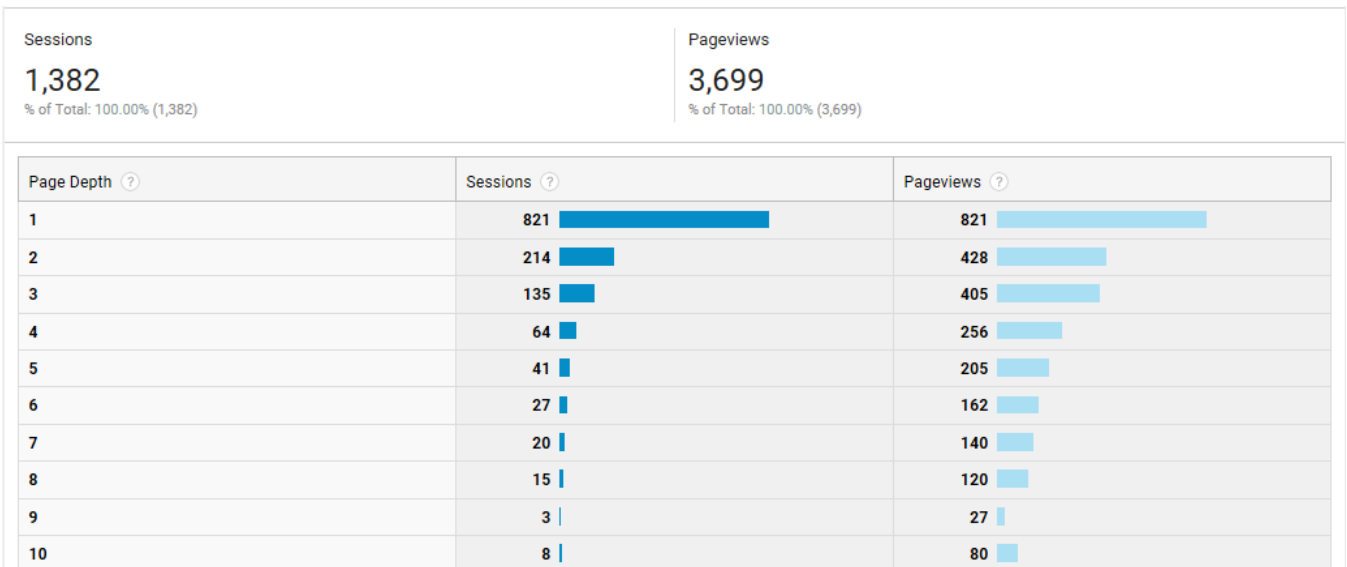 Sessions Pageviews
1,382 3,699
% of Total: 100.00% (1,382) % of Total: 100.00% (3,699)
Page Depth ? Sessions ? Pageviews ?
1 821 821
2 214 428
3 135 405
4 64 256
5 41 205
6 27 162
7 20 140
8 15 120
9 3 27
10 8 80